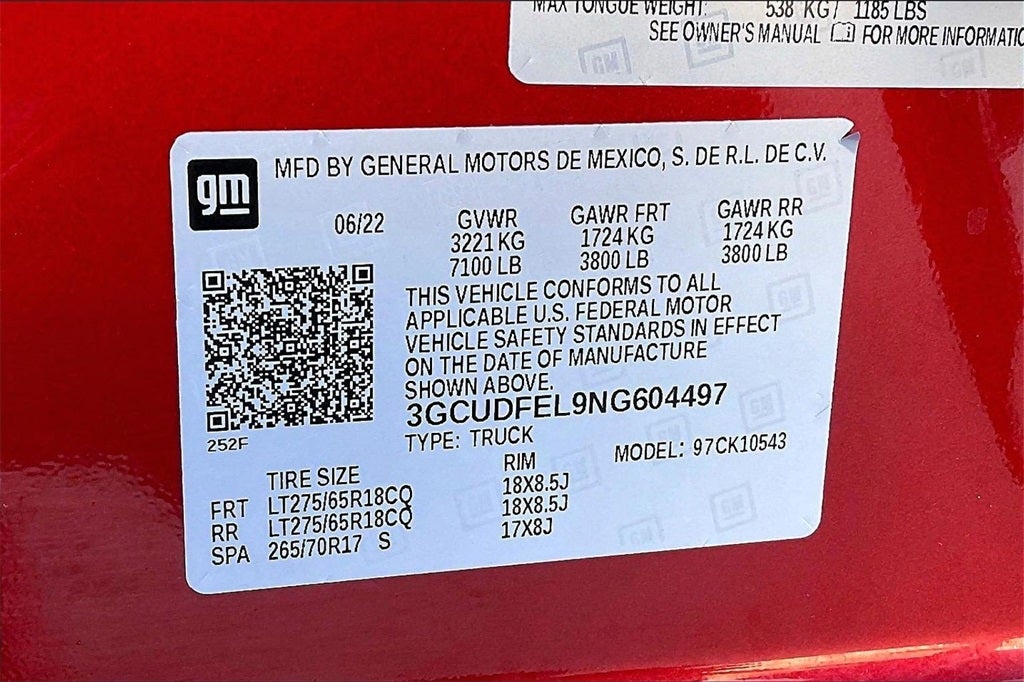 MAX TONGUE WEIGHT: 538 KG / 1185 LBS
SEE OWNER'S MANUAL FOR MORE INFORMATIO
gm
MFD BY GENERAL MOTORS DE MEXICO, S. DE R.L. DE C.V.
06/22 GVWR GAWR FRT GAWR RR
3221 KG 1724 KG 1724 KG
7100 LB 3800 LB 3800 LB
THIS VEHICLE CONFORMS TO ALL
APPLICABLE U.S. FEDERAL MOTOR
VEHICLE SAFETY STANDARDS IN EFFECT
ON THE DATE OF MANUFACTURE
SHOWN ABOVE.
3GCUDFEL9NG604497
252F
TYPE: TRUCK MODEL: 97CK10543
TIRE SIZE RIM
FRT LT275/65R18CQ 18X8.5J
RR LT275/65R18CQ 18X8.5J
SPA 265/70R17 S 17X8J